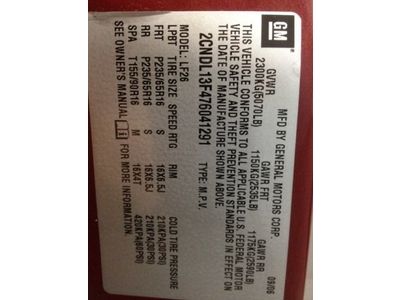 GM
MFD BY GENERAL MOTORS CORP. 09/06
GVWR GAWR FRT GAWR RR
2300KG(5070LB) 1150KG(2535LB) 1175KG(2590LB)
THIS VEHICLE CONFORMS TO ALL APPLICABLE U.S. FEDERAL MOTOR
VEHICLE SAFETY AND THEFT PREVENTION STANDARDS IN EFFECT ON
THE DATE OF MANUFACTURE SHOWN ABOVE.
2CNDL13F476041291 TYPE: M.P.V.
MODEL: LF26
LPBT TIRE SIZE SPEED RTG RIM COLD TIRE PRESSURE
FRT P235/65R16 S 16X6.5J 210KPA(30PSI)
RR P235/65R16 S 16X6.5J 210KPA(30PSI)
SPA T155/90R16 M 16X4T 420KPA(60PSI)
SEE OWNER'S MANUAL FOR MORE INFORMATION